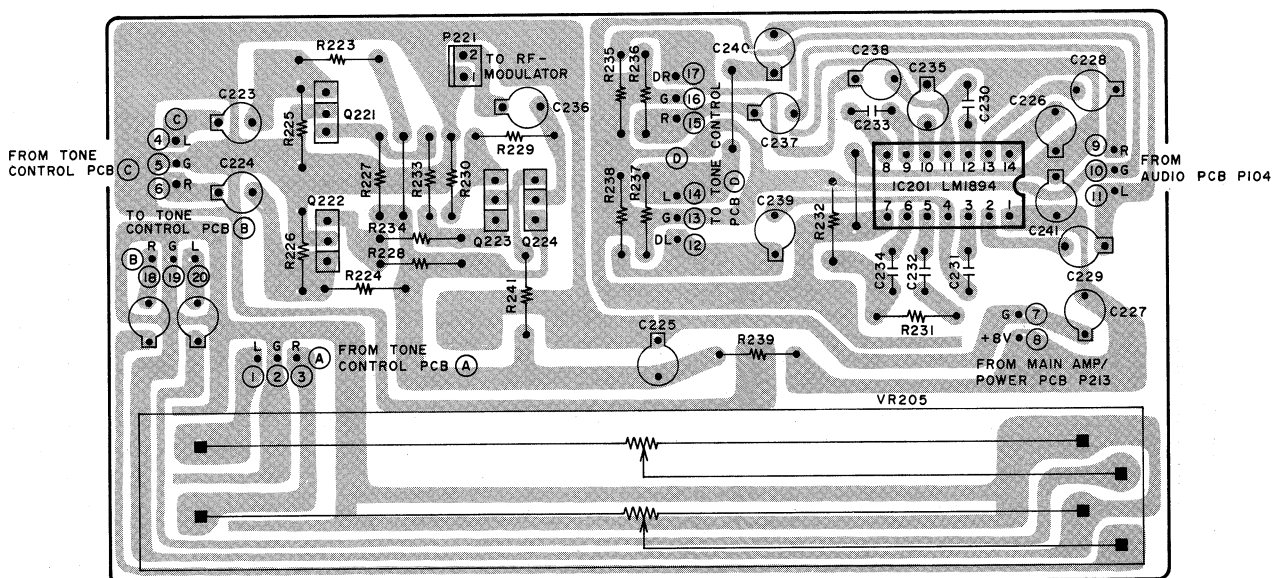 R223
P221
2
1
TO RF-
MODULATOR
C236
R229
C223
C
4 L
5 G
6 R
FROM TONE
CONTROL PCB C
C224
TO TONE
CONTROL PCB B
R G L
B
18 19 20
R225
Q221
R227
R233
R230
Q222
R226
R234
R228
R224
Q223
Q224
R241
L G R
A
1 2 3
FROM TONE
CONTROL PCB A
R235
R236
DR 17
G 16
R 15
D
L 14
G 13
DL 12
TO TONE CONTROL
PCB D
R238
R237
C240
C237
C239
C238
C235
C233
C230
C226
C228
8 9 10 11 12 13 14
IC201 LM1894
7 6 5 4 3 2 1
R232
C234
C232
C231
R231
C241
C229
C227
9 R
10 G
11 L
FROM
AUDIO PCB P104
G 7
+8V 8
FROM MAIN AMP/
POWER PCB P213
C225
R239
VR205